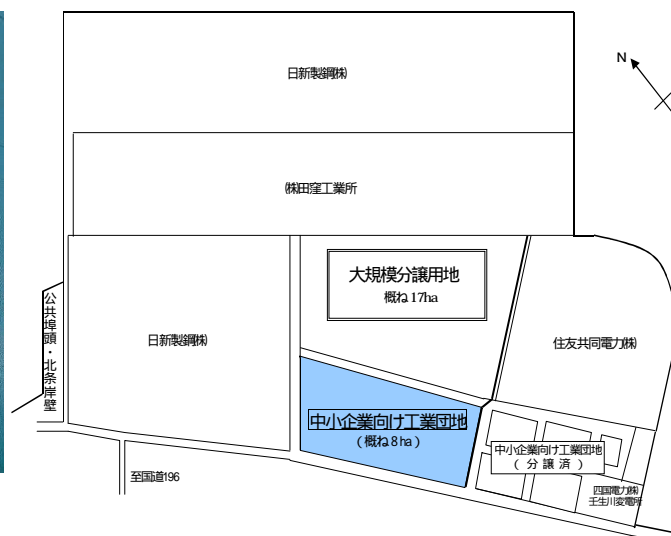 日新製鋼㈱
N
㈱田窪工業所
大規模分譲用地
概ね17ha
公共埠頭・北条岸壁
日新製鋼㈱
住友共同電力㈱
中小企業向け工業団地
(概ね8ha)
中小企業向け工業団地
(分譲済)
至国道196
四国電力㈱
壬生川変電所